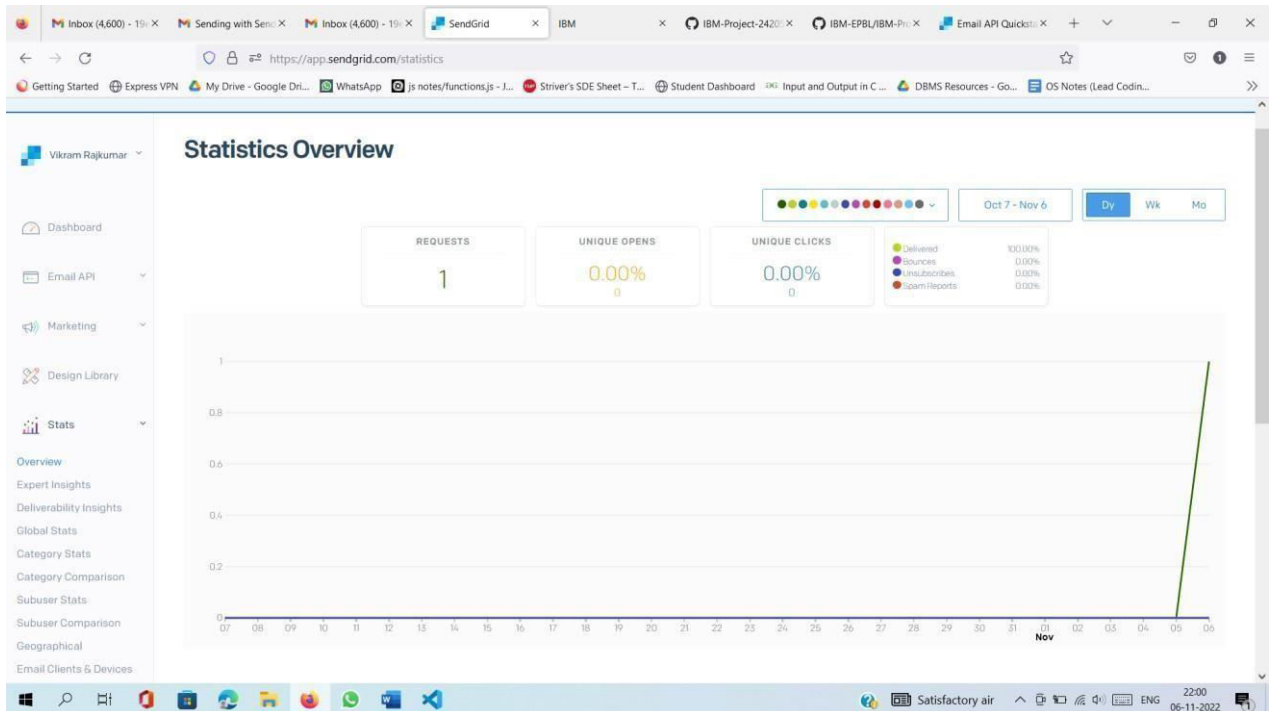 Inbox (4,600) - 19 Sending with Send Inbox (4,600) - 19 SendGrid IBM IBM-Project-2420 IBM-EPBL/IBM-Pro Email API Quicksta
https://app.sendgrid.com/statistics
Getting Started Express VPN My Drive - Google Dri... WhatsApp js notes/functions.js - J... Striver's SDE Sheet – T... Student Dashboard Input and Output in C ... DBMS Resources - Go... OS Notes (Lead Codin...
Vikram Rajkumar
Statistics Overview
Oct 7 - Nov 6 Dy Wk Mo
Dashboard
Email API
Marketing
Design Library
Stats
Overview
Expert Insights
Deliverability Insights
Global Stats
Category Stats
Category Comparison
Subuser Stats
Subuser Comparison
Geographical
Email Clients & Devices
REQUESTS
1
UNIQUE OPENS
0.00%
0
UNIQUE CLICKS
0.00%
0
Delivered 100.00%
Bounces 0.00%
Unsubscribes 0.00%
Spam Reports 0.00%
1
0.8
0.6
0.4
0.2
0
07 08 09 10 11 12 13 14 15 16 17 18 19 20 21 22 23 24 25 26 27 28 29 30 31 01 02 03 04 05 06
Nov
Satisfactory air ENG 22:00
06-11-2022